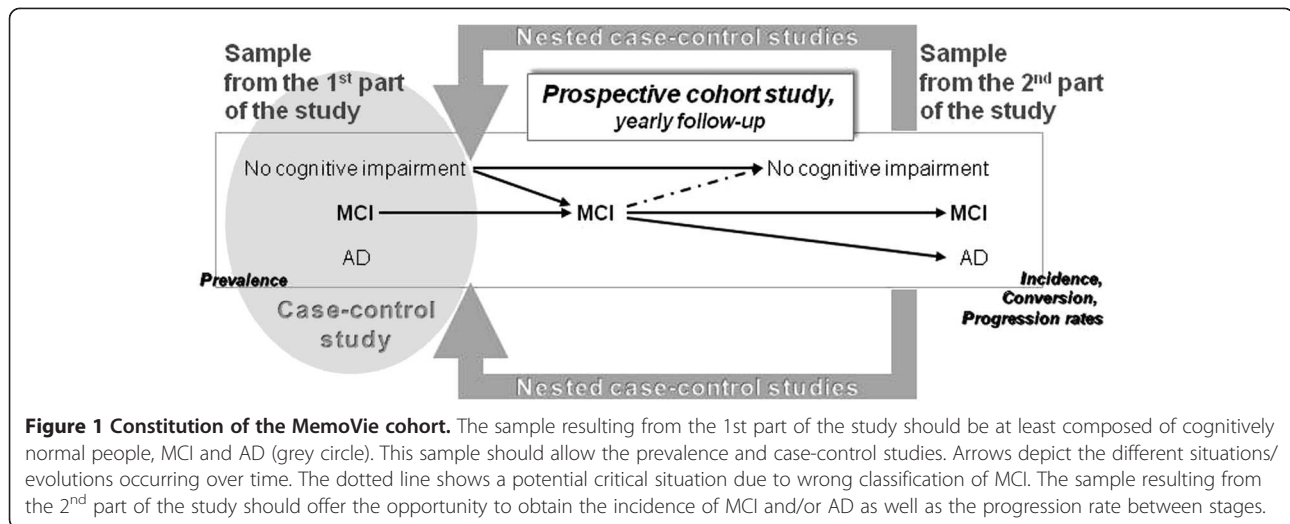 Nested case-control studies
Sample
from the 1st part
of the study
Sample
from the 2nd part
of the study
Prospective cohort study,
yearly follow-up
No cognitive impairment
No cognitive impairment
MCI
MCI
MCI
AD
AD
Prevalence
Incidence,
Conversion,
Progression rates
Case-control
study
Nested case-control studies
Figure 1 Constitution of the MemoVie cohort. The sample resulting from the 1st part of the study should be at least composed of cognitively
normal people, MCI and AD (grey circle). This sample should allow the prevalence and case-control studies. Arrows depict the different situations/
evolutions occurring over time. The dotted line shows a potential critical situation due to wrong classification of MCI. The sample resulting from
the 2nd part of the study should offer the opportunity to obtain the incidence of MCI and/or AD as well as the progression rate between stages.